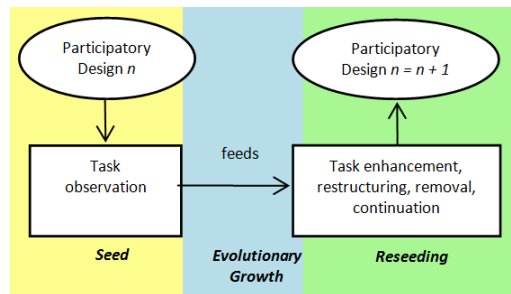 Participatory
Design n
Participatory
Design n = n + 1
Task
observation
feeds
Task enhancement,
restructuring, removal,
continuation
Seed
Evolutionary
Growth
Reseeding